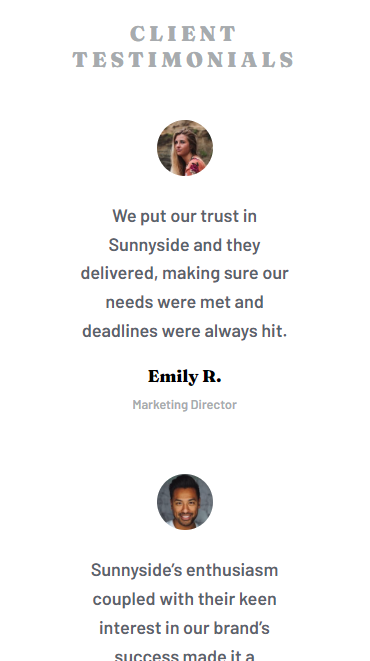 CLIENT
TESTIMONIALS
We put our trust in
Sunnyside and they
delivered, making sure our
needs were met and
deadlines were always hit.
Emily R.
Marketing Director
Sunnyside’s enthusiasm
coupled with their keen
interest in our brand’s
success made it a